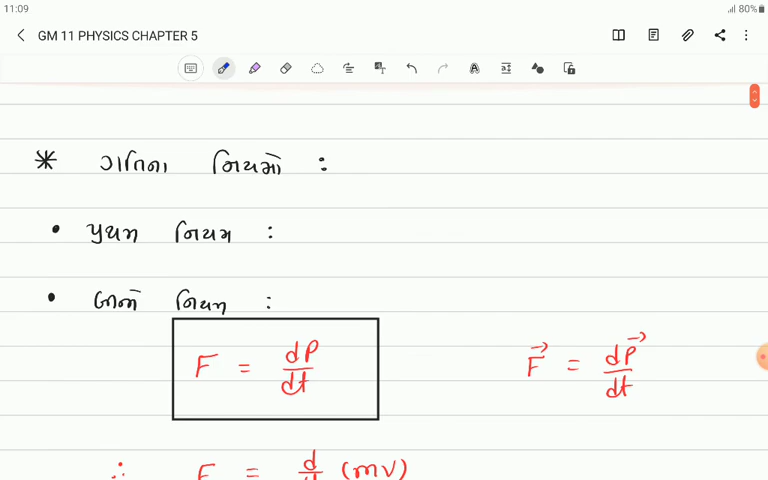 11:09 80%
GM 11 PHYSICS CHAPTER 5
* ગતિના નિયમો :
• પ્રથમ નિયમ :
• બીજો નિયમ :
F = dP/dt F⃗ = dP⃗/dt
∴ F = d/dt (mv)